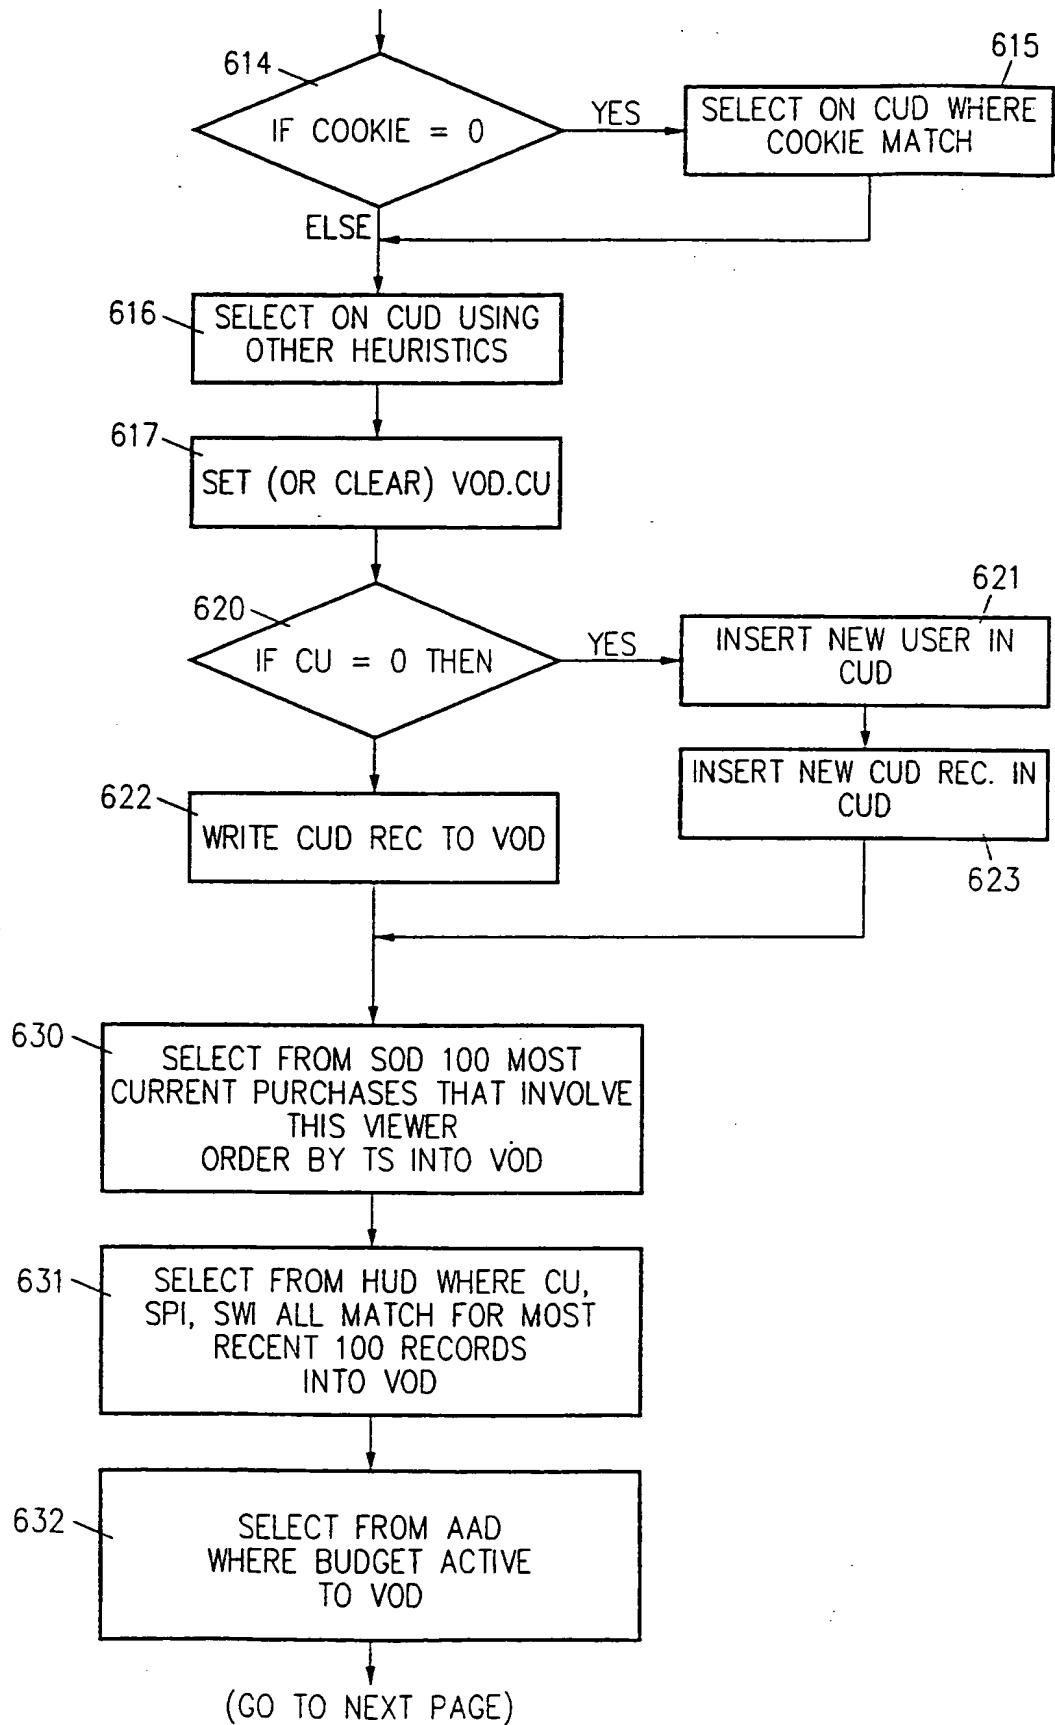 614
IF COOKIE = 0
YES
615
SELECT ON CUD WHERE
COOKIE MATCH
ELSE
616
SELECT ON CUD USING
OTHER HEURISTICS
617
SET (OR CLEAR) VOD.CU
620
IF CU = 0 THEN
YES
621
INSERT NEW USER IN
CUD
622
WRITE CUD REC TO VOD
INSERT NEW CUD REC. IN
CUD
623
630
SELECT FROM SOD 100 MOST
CURRENT PURCHASES THAT INVOLVE
THIS VIEWER
ORDER BY TS INTO VOD
631
SELECT FROM HUD WHERE CU,
SPI, SWI ALL MATCH FOR MOST
RECENT 100 RECORDS
INTO VOD
632
SELECT FROM AAD
WHERE BUDGET ACTIVE
TO VOD
(GO TO NEXT PAGE)